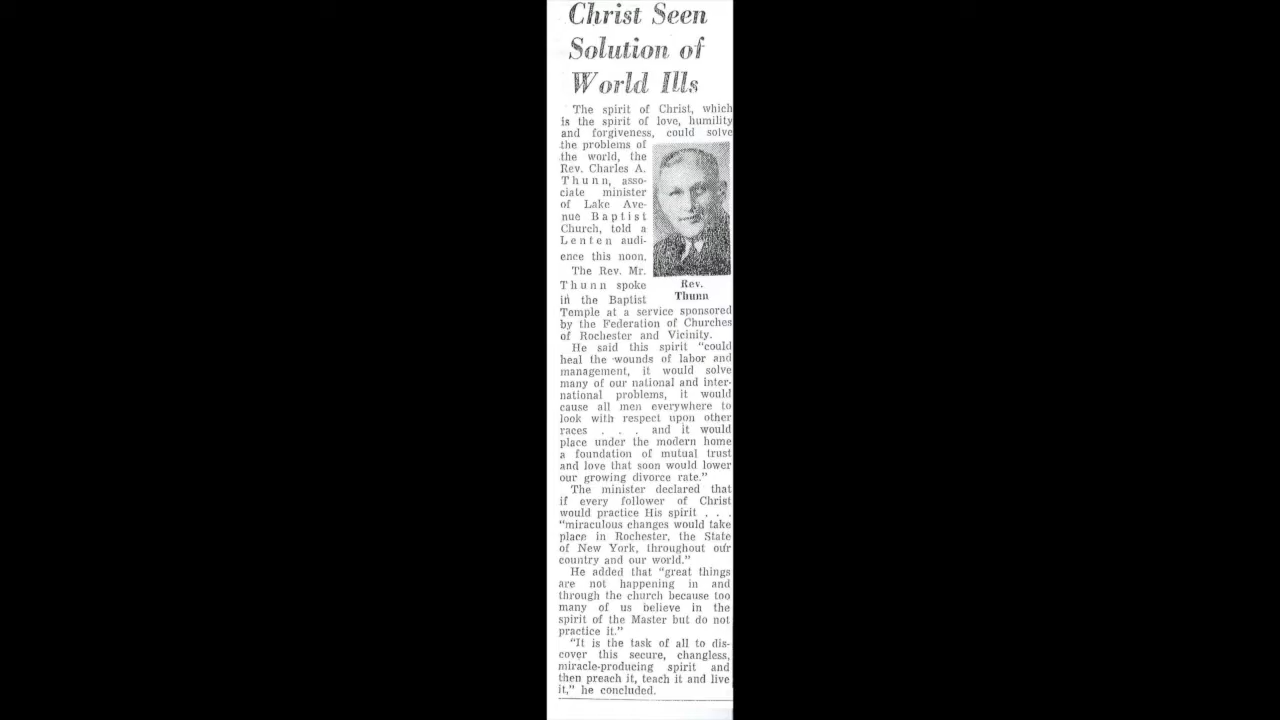 Christ Seen
Solution of
World Ills
The spirit of Christ, which
is the spirit of love, humility
and forgiveness, could solve
the problems of
the world, the
Rev. Charles A.
Thunn, asso-
ciate minister
of Lake Ave-
nue Baptist
Church, told a
Lenten audi-
ence this noon.
The Rev. Mr.
Thunn spoke
in the Baptist
Rev.
Thunn
Temple at a service sponsored
by the Federation of Churches
of Rochester and Vicinity.
He said this spirit "could
heal the wounds of labor and
management, it would solve
many of our national and inter-
national problems, it would
cause all men everywhere to
look with respect upon other
races . . . and it would
place under the modern home
a foundation of mutual trust
and love that soon would lower
our growing divorce rate."
The minister declared that
if every follower of Christ
would practice His spirit . . .
"miraculous changes would take
place in Rochester, the State
of New York, throughout our
country and our world."
He added that "great things
are not happening in and
through the church because too
many of us believe in the
spirit of the Master but do not
practice it."
"It is the task of all to dis-
cover this secure, changless,
miracle-producing spirit and
then preach it, teach it and live
it," he concluded.